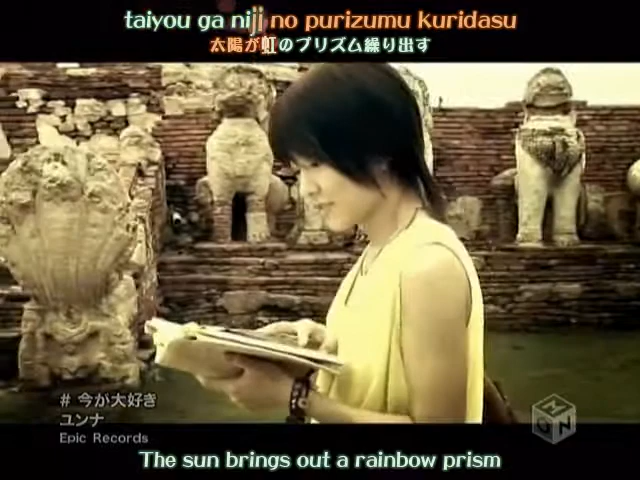 taiyou ga niji no purizumu kuridasu
太陽が虹のプリズム繰り出す
# 今が大好き
ユンナ
Epic Records
The sun brings out a rainbow prism